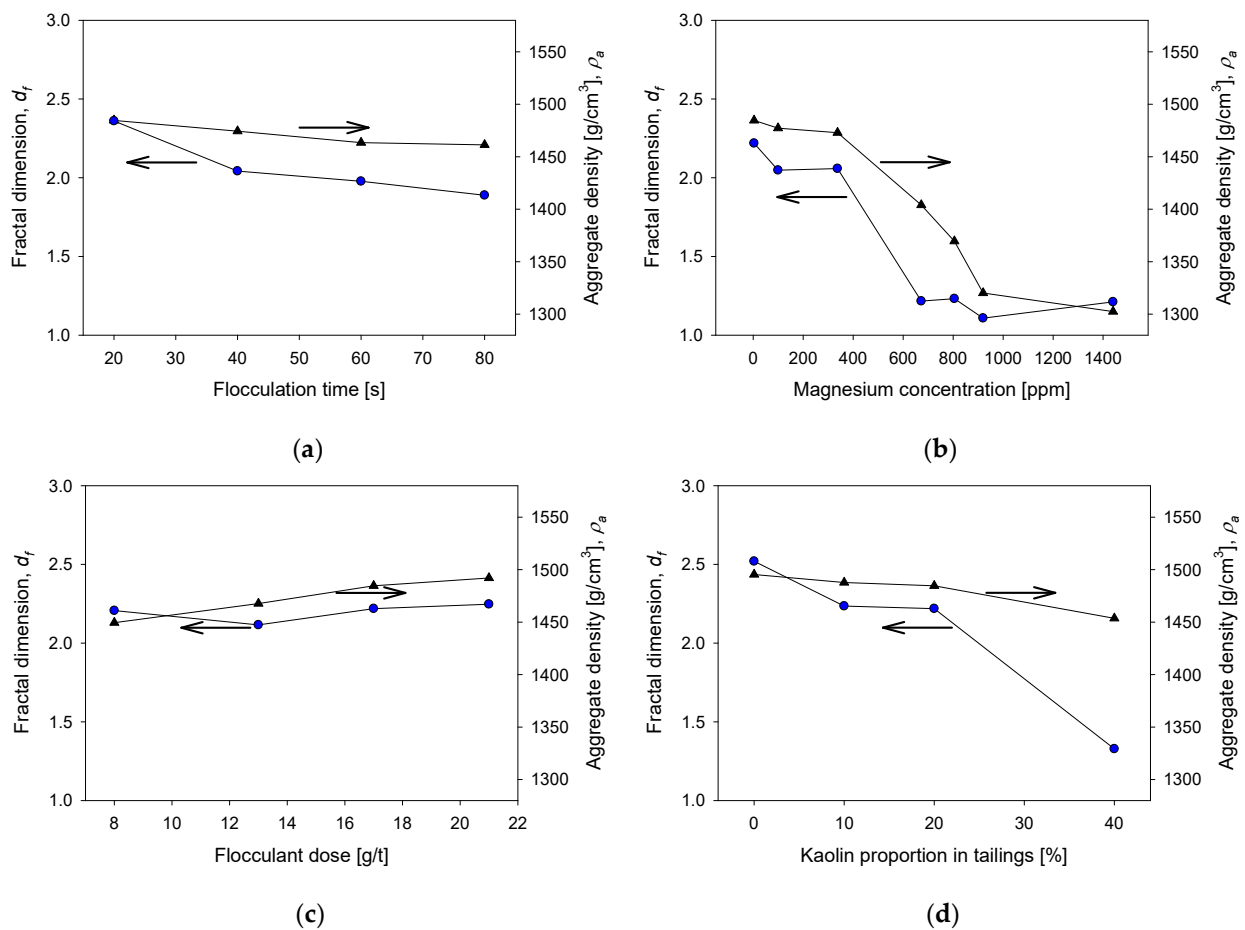 3.0
2.5
2.0
1.5
1.0
Fractal dimension, df
1550
1500
1450
1400
1350
1300
Aggregate density [g/cm³], ρa
20 30 40 50 60 70 80
Flocculation time [s]
(a)
3.0
2.5
2.0
1.5
1.0
Fractal dimension, df
1550
1500
1450
1400
1350
1300
Aggregate density [g/cm³], ρa
0 200 400 600 800 1000 1200 1400
Magnesium concentration [ppm]
(b)
3.0
2.5
2.0
1.5
1.0
Fractal dimension, df
1550
1500
1450
1400
1350
1300
Aggregate density [g/cm³], ρa
8 10 12 14 16 18 20 22
Flocculant dose [g/t]
(c)
3.0
2.5
2.0
1.5
1.0
Fractal dimension, df
1550
1500
1450
1400
1350
1300
Aggregate density [g/cm³], ρa
0 10 20 30 40
Kaolin proportion in tailings [%]
(d)